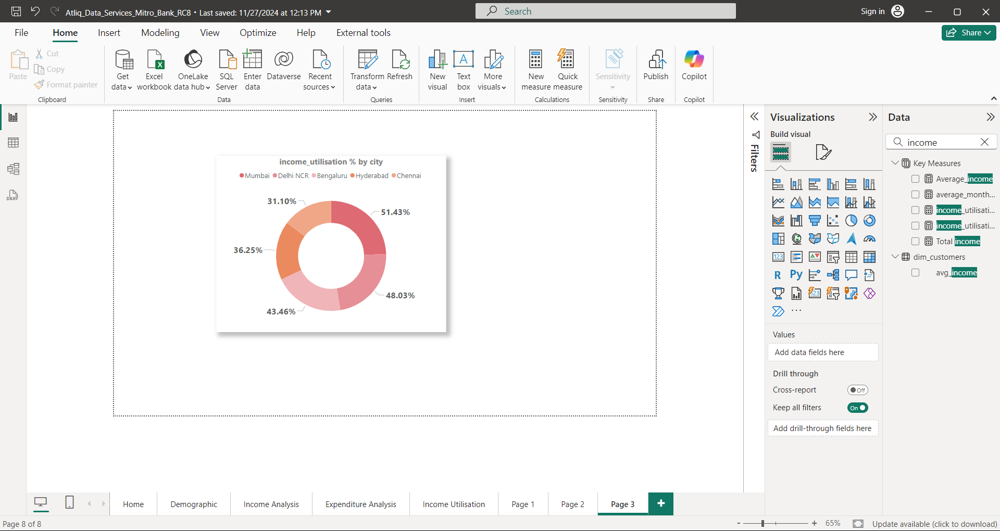 Atliq_Data_Services_Mitro_Bank_RC8 • Last saved: 11/27/2024 at 12:13 PM
Search
Sign in
File Home Insert Modeling View Optimize Help External tools
Share
Paste
Cut
Copy
Format painter
Clipboard
Get data
Excel workbook
OneLake data hub
SQL Server
Enter data
Dataverse
Recent sources
Data
Transform data
Refresh
Queries
New visual
Text box
More visuals
Insert
New measure
Quick measure
Calculations
Sensitivity
Sensitivity
Publish
Share
Copilot
Copilot
income_utilisation % by city
Mumbai Delhi NCR Bengaluru Hyderabad Chennai
31.10%
51.43%
36.25%
48.03%
43.46%
Filters
Visualizations
Build visual
123
R
Py
123
...
Values
Add data fields here
Drill through
Cross-report
Off
Keep all filters
On
Add drill-through fields here
Data
income
Key Measures
Average_income
average_month...
income_utilisati...
income_utilisati...
Total income
dim_customers
avg_income
DAX
Home Demographic Income Analysis Expenditure Analysis Income Utilisation Page 1 Page 2 Page 3 +
Page 8 of 8
- + 65%
Update available (click to download)